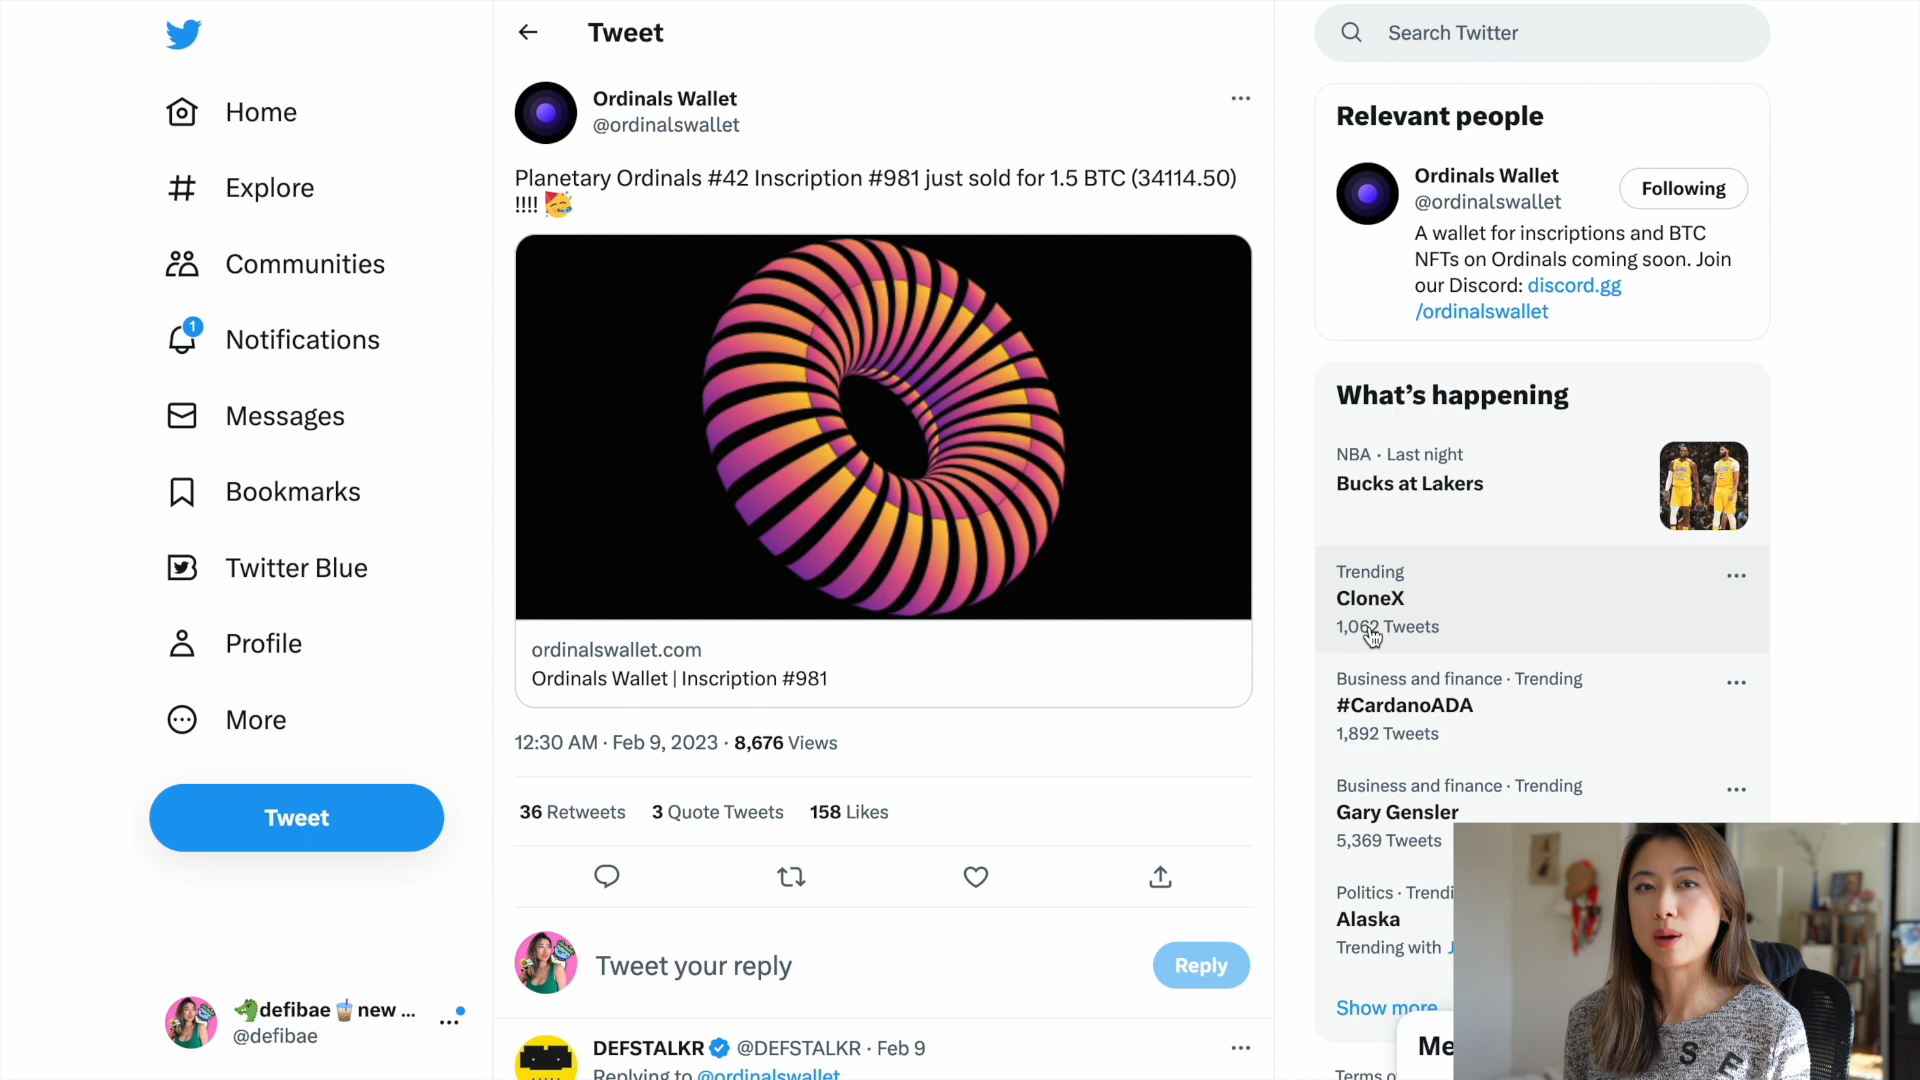 Home
Explore
Communities
1
Notifications
Messages
Bookmarks
Twitter Blue
Profile
More
Tweet
defibae new ...
@defibae
Tweet
Ordinals Wallet
@ordinalswallet
Planetary Ordinals #42 Inscription #981 just sold for 1.5 BTC (34114.50)
!!!!
ordinalswallet.com
Ordinals Wallet | Inscription #981
12:30 AM · Feb 9, 2023 · 8,676 Views
36 Retweets 3 Quote Tweets 158 Likes
Tweet your reply
Reply
DEFSTALKR @DEFSTALKR · Feb 9
Replying to @ordinalswallet
Search Twitter
Relevant people
Ordinals Wallet
@ordinalswallet
Following
A wallet for inscriptions and BTC
NFTs on Ordinals coming soon. Join
our Discord: discord.gg
/ordinalswallet
What's happening
NBA · Last night
Bucks at Lakers
Trending
CloneX
1,062 Tweets
Business and finance · Trending
#CardanoADA
1,892 Tweets
Business and finance · Trending
Gary Gensler
5,369 Tweets
Politics · Trendi
Alaska
Trending with
Show more
Me
Terms o
S E